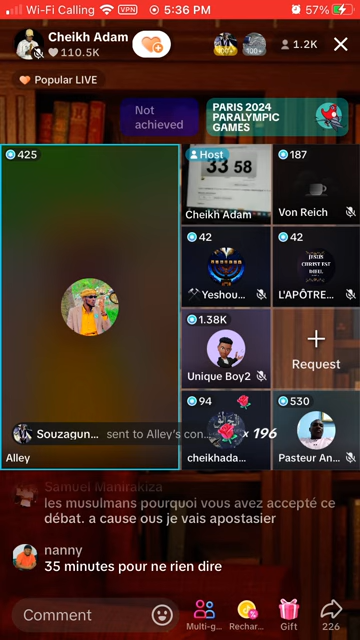 Wi-Fi Calling VPN 5:36 PM 57%
Cheikh Adam
110.5K
100+
100+
1.2K
Popular LIVE
Not achieved
PARIS 2024
PARALYMPIC
GAMES
425
Host
33 58
Cheikh Adam
187
Von Reich
42
Yeshou...
42
JÉSUS
CHRIST EST
L'APÔTRE...
1.38K
Unique Boy2
+
Request
94
cheikhada...
530
Pasteur An...
Souzagun... sent to Alley's con... x 196
Alley
Samuel Manirakiza
les musulmans pourquoi vous avez accepté ce
débat. a cause ous je vais apostasier
nanny
35 minutes pour ne rien dire
Comment
Multi-g...
Rechar...
Gift
226